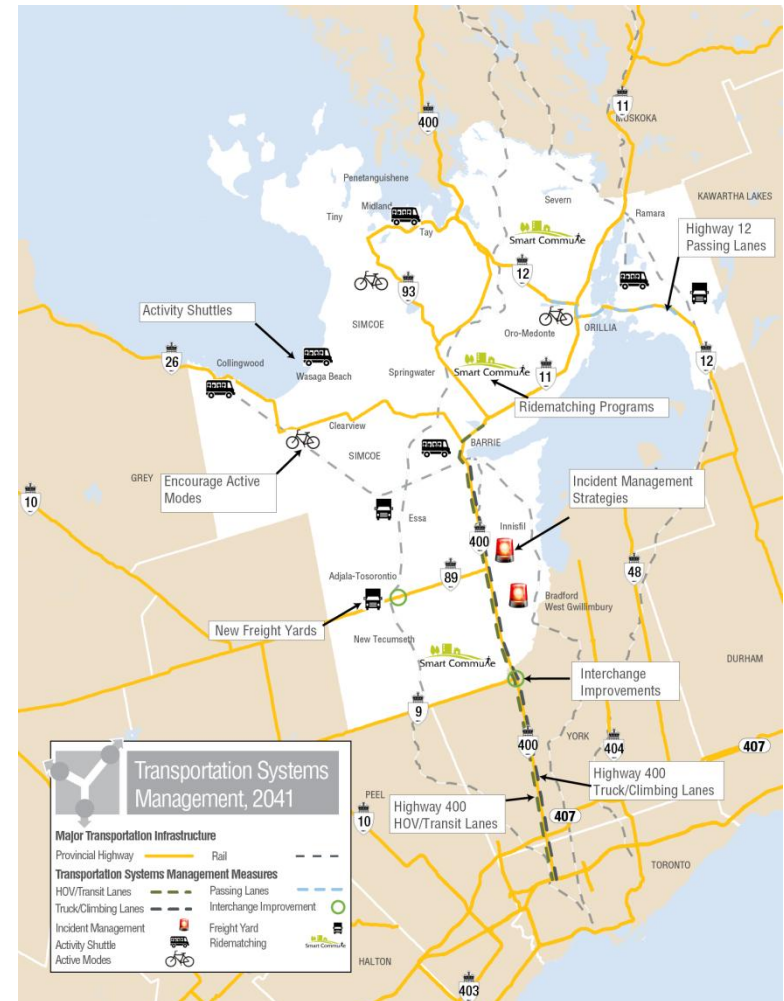 11
MUSKOKA
400
Penetanguishene
Midland
Tiny
Tay
Severn
Smart Commute
KAWARTHA LAKES
Ramara
Highway 12
Passing Lanes
93
12
SIMCOE
Oro-Medonte
ORILLIA
Activity Shuttles
26
Collingwood
Wasaga Beach
Springwater
Smart Commute
11
12
Ridematching Programs
Clearview
BARRIE
SIMCOE
GREY
Encourage Active
Modes
10
Incident Management
Strategies
Essa
Innisfil
400
Adjala-Tosorontio
89
48
New Freight Yards
Bradford
West Gwillimbury
New Tecumseth
Smart Commute
DURHAM
Interchange
Improvements
9
400
YORK
404
407
Highway 400
Truck/Climbing Lanes
Highway 400
HOV/Transit Lanes
407
PEEL
10
TORONTO
HALTON
403
Transportation Systems
Management, 2041
Major Transportation Infrastructure
Provincial Highway
Rail
Transportation Systems Management Measures
HOV/Transit Lanes
Passing Lanes
Truck/Climbing Lanes
Interchange Improvement
Incident Management
Freight Yard
Activity Shuttle
Ridematching
Smart Commute
Active Modes